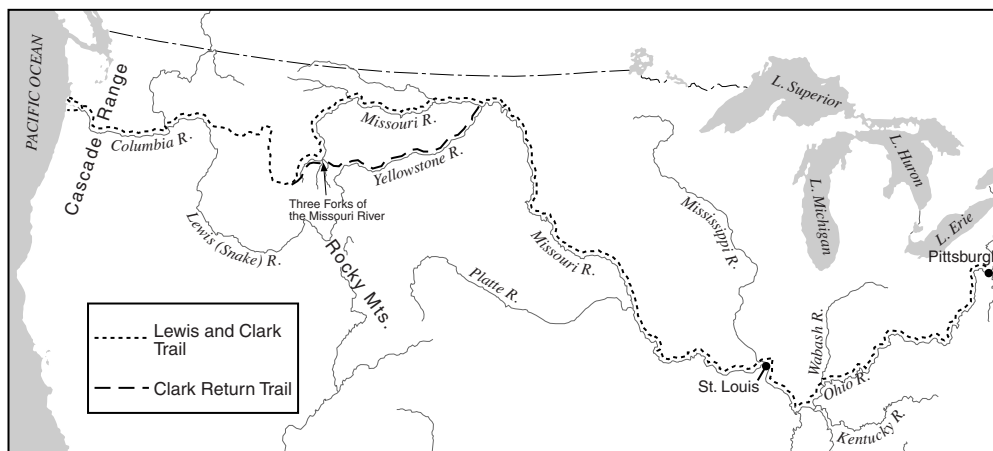 PACIFIC OCEAN
Cascade Range
Columbia R.
Missouri R.
Yellowstone R.
Three Forks of
the Missouri River
Lewis (Snake) R.
Rocky Mts.
Platte R.
Missouri R.
Mississippi R.
L. Superior
L. Michigan
L. Huron
L. Erie
Pittsburgh
Wabash R.
Ohio R.
Kentucky R.
St. Louis
Lewis and Clark
Trail
Clark Return Trail